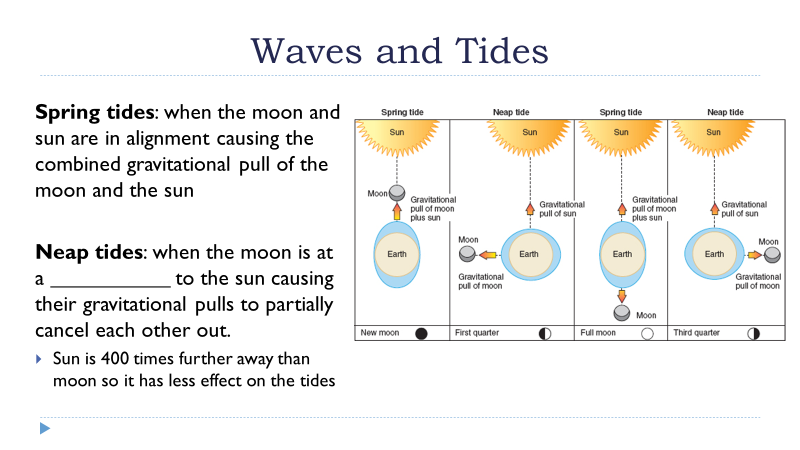 Waves and Tides
Spring tides: when the moon and
sun are in alignment causing the
combined gravitational pull of the
moon and the sun
Neap tides: when the moon is at
a ____________ to the sun causing
their gravitational pulls to partially
cancel each other out.
Sun is 400 times further away than
moon so it has less effect on the tides
Spring tide
Sun
Moon
Gravitational
pull of moon
plus sun
Earth
New moon
Neap tide
Sun
Gravitational
pull of sun
Moon
Earth
Gravitational
pull of moon
First quarter
Spring tide
Sun
Gravitational
pull of moon
plus sun
Earth
Moon
Full moon
Neap tide
Sun
Gravitational
pull of sun
Moon
Earth
Gravitational
pull of moon
Third quarter